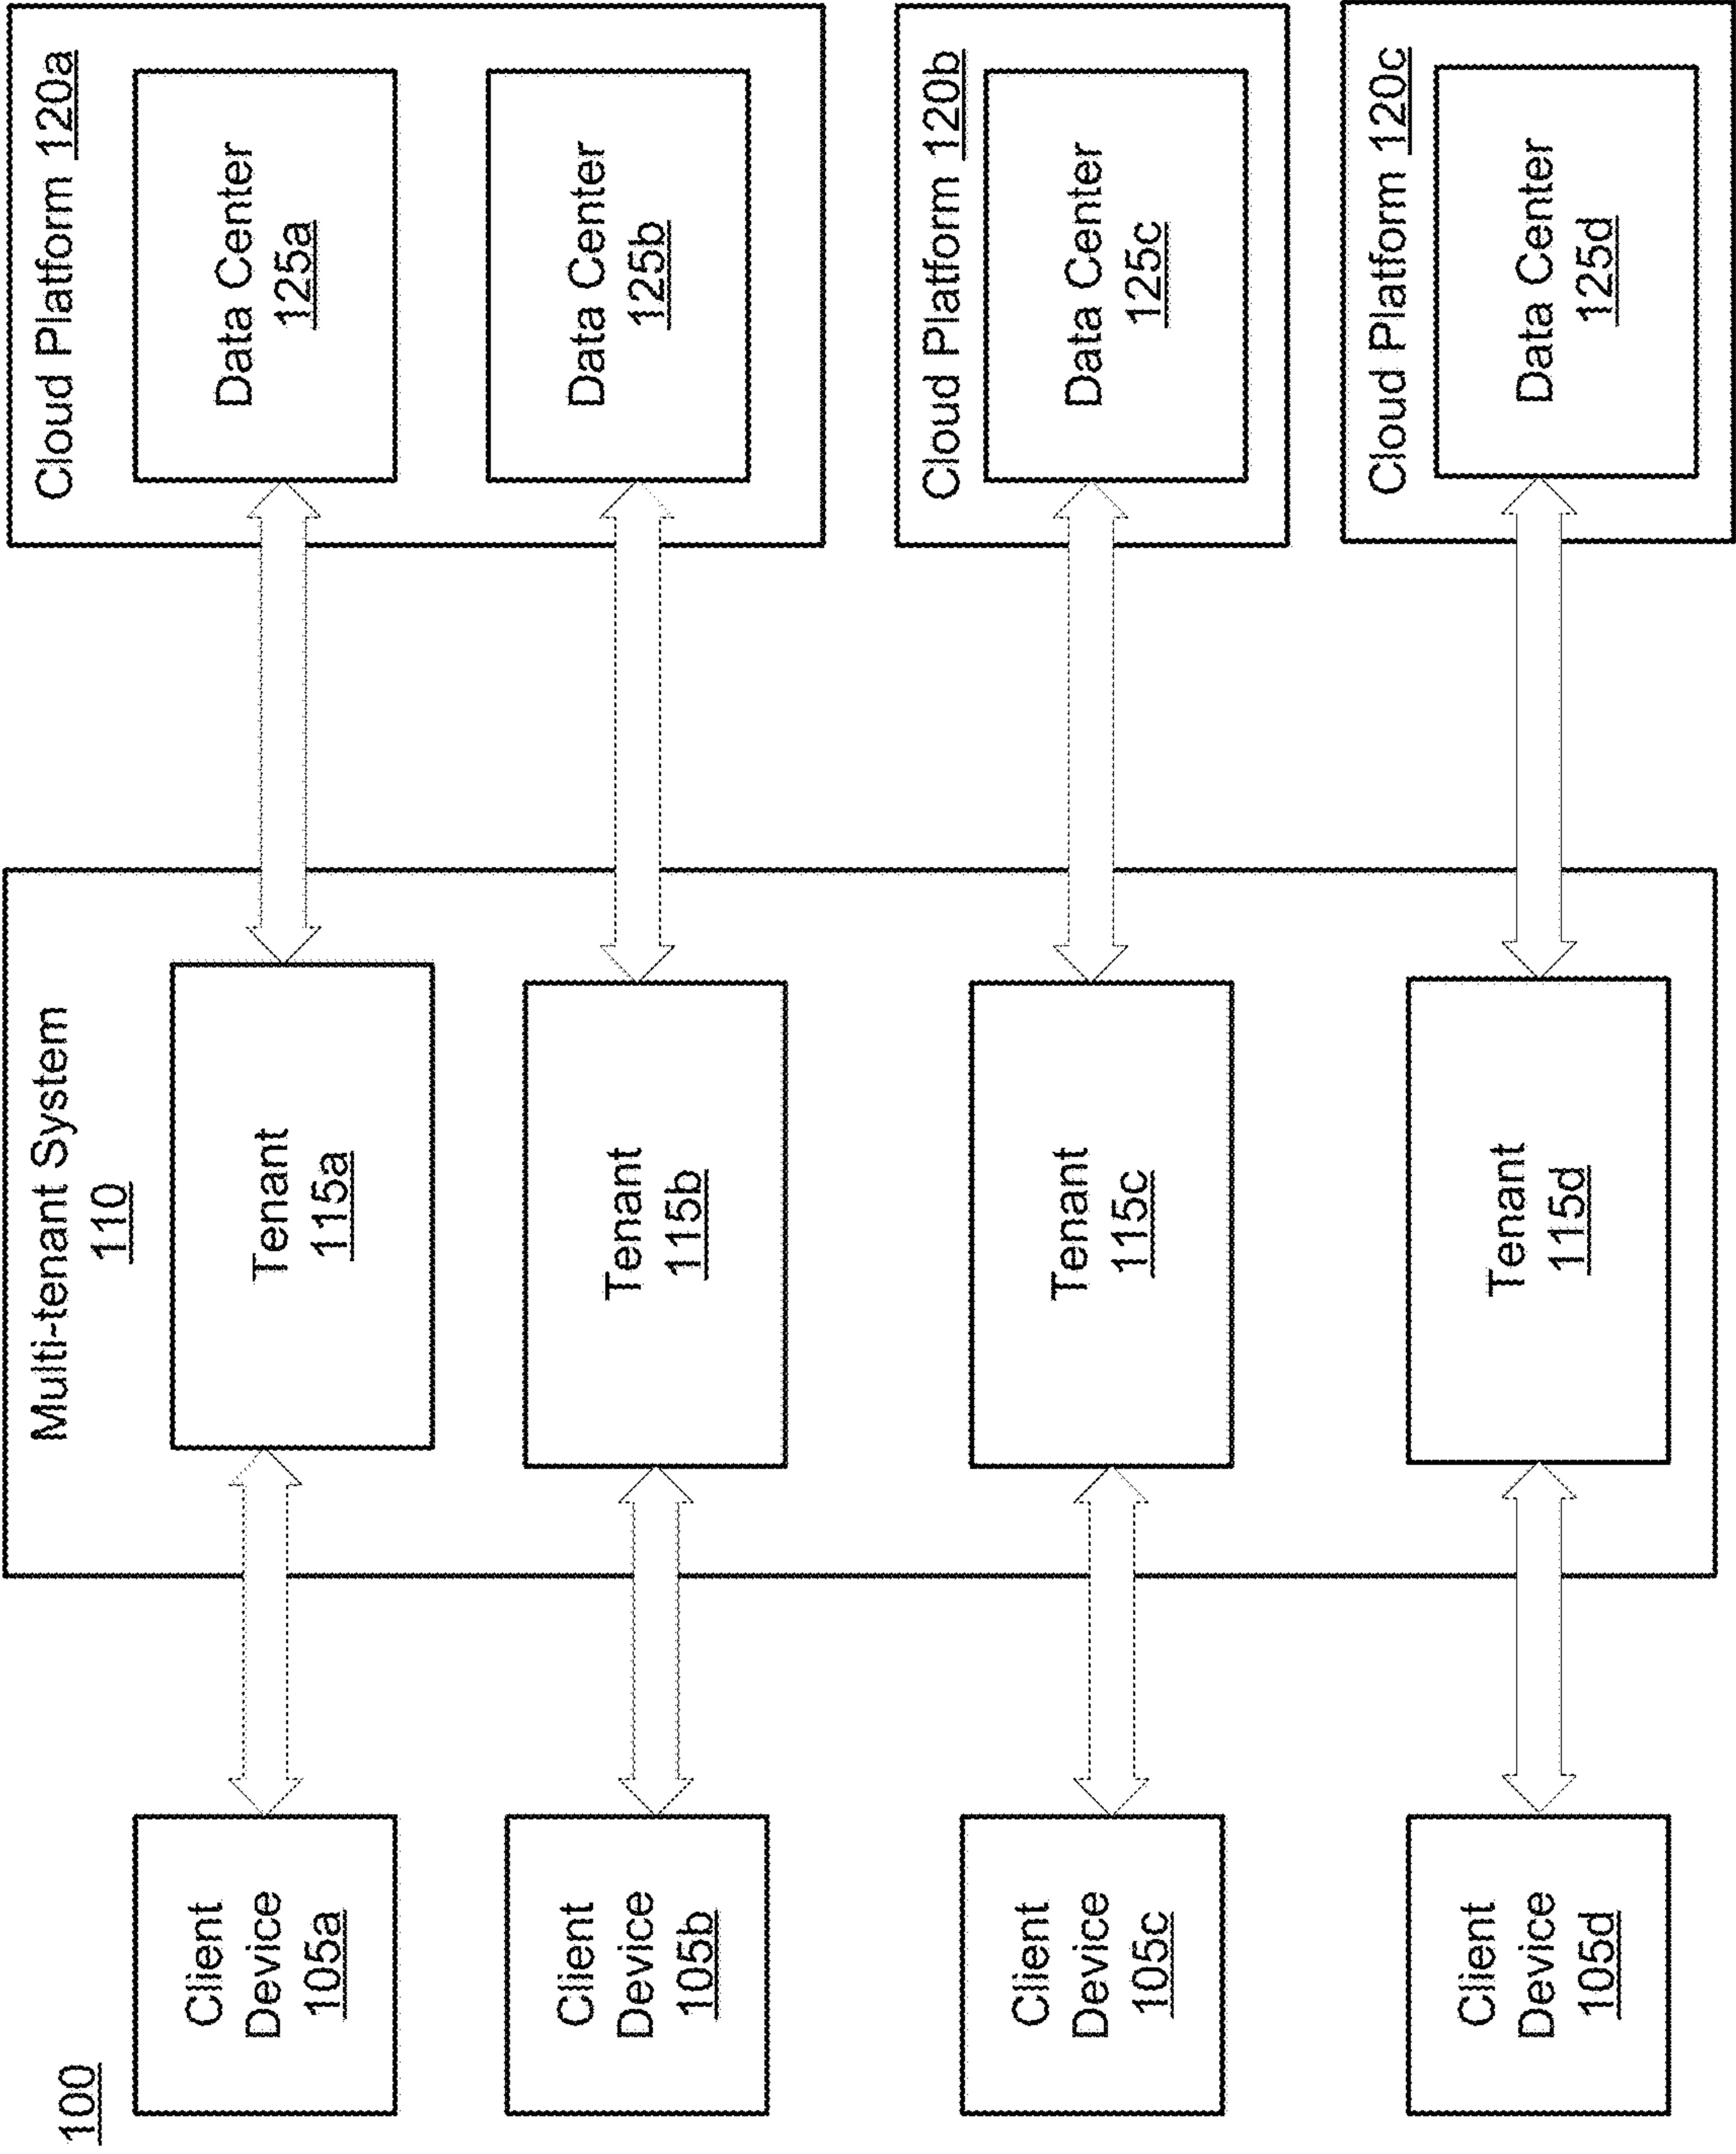 100
Client
Device
105a
Client
Device
105b
Client
Device
105c
Client
Device
105d
Multi-tenant System
110
Tenant
115a
Tenant
115b
Tenant
115c
Tenant
115d
Cloud Platform 120a
Data Center
125a
Data Center
125b
Cloud Platform 120b
Data Center
125c
Cloud Platform 120c
Data Center
125d